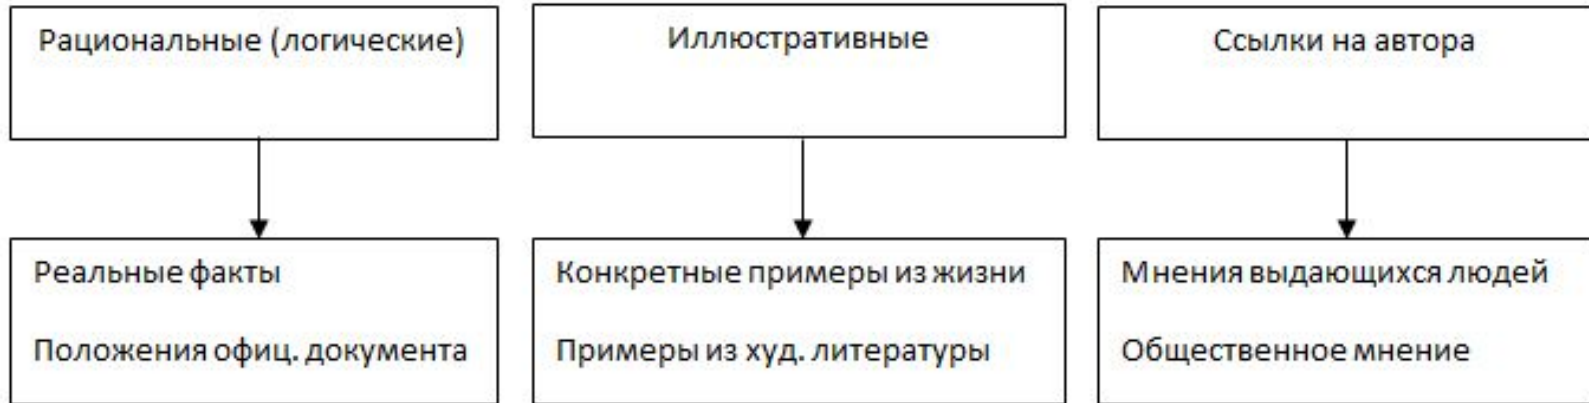 Рациональные (логические)
Иллюстративные
Ссылки на автора
Реальные факты
Положения офиц. документа
Конкретные примеры из жизни
Примеры из худ. литературы
Мнения выдающихся людей
Общественное мнение